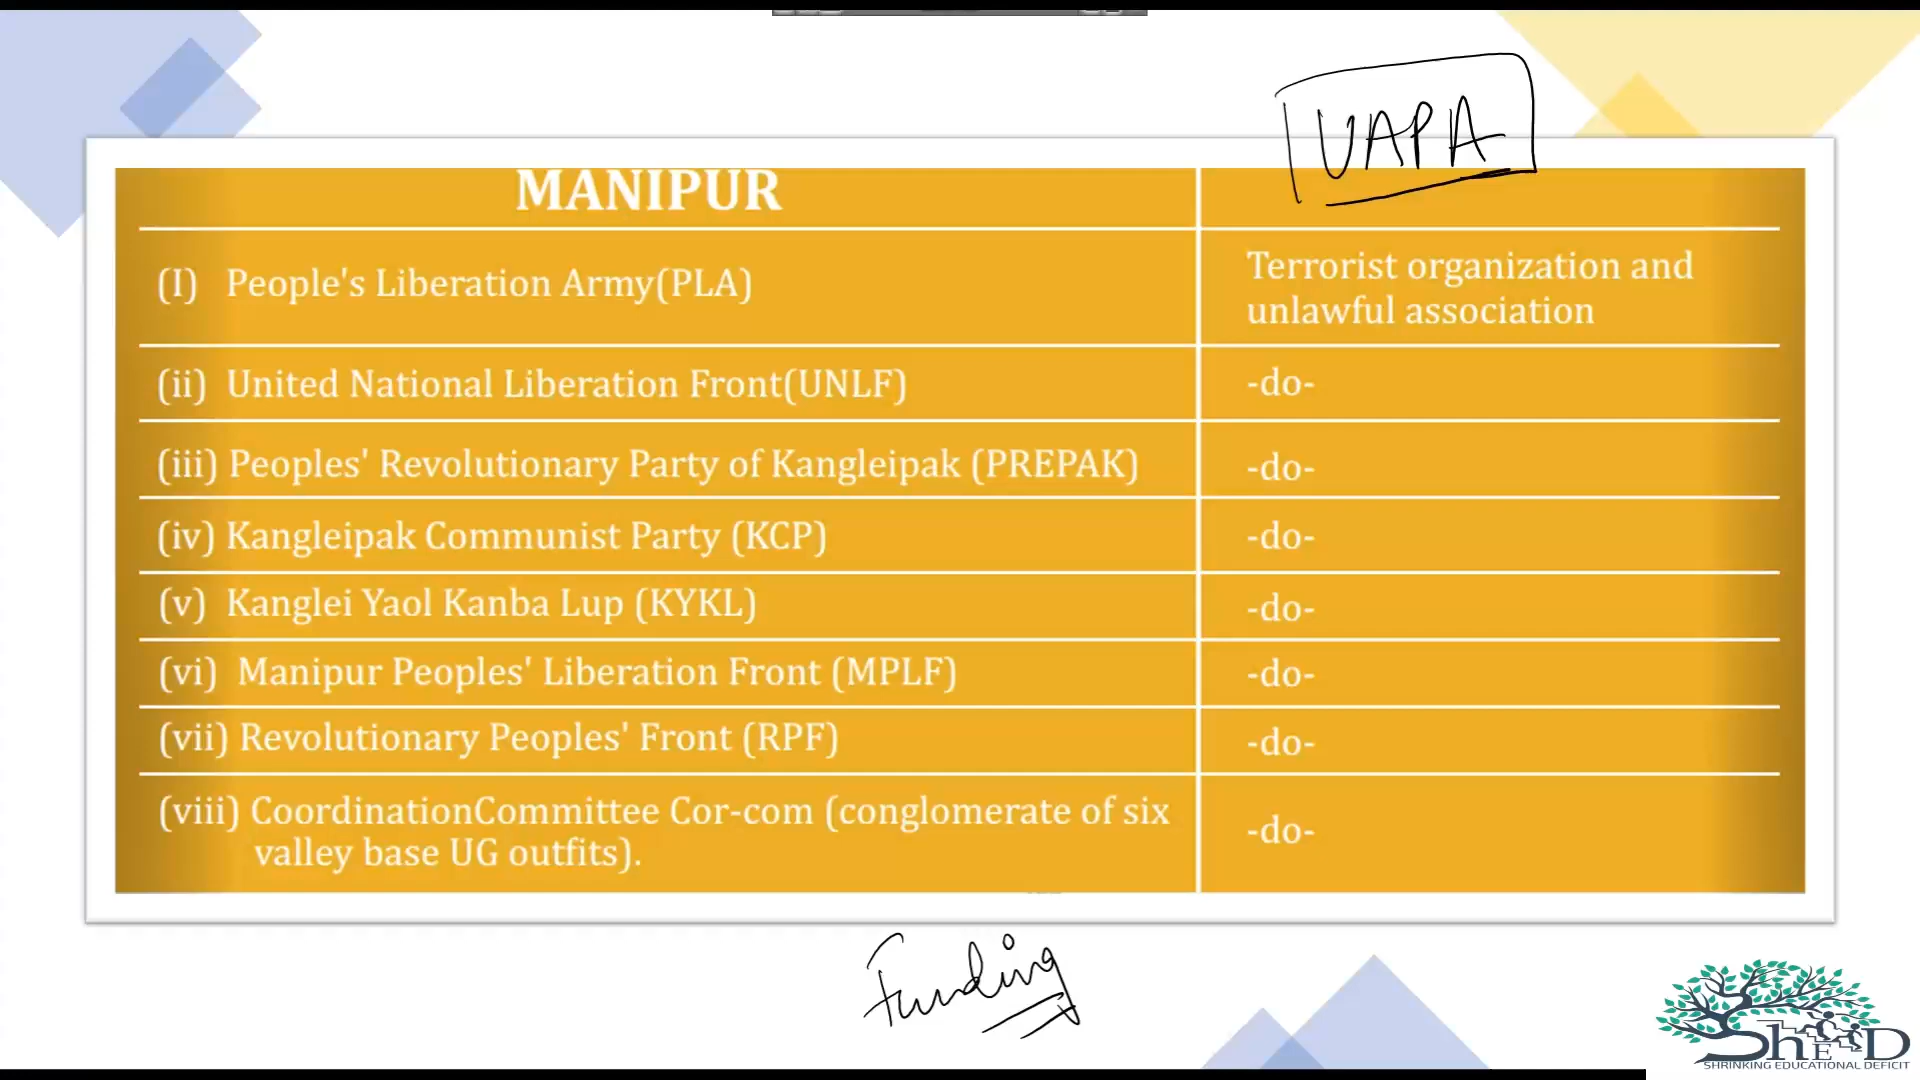 UAPA
MANIPUR
(I) People's Liberation Army(PLA)
Terrorist organization and
unlawful association
(ii) United National Liberation Front(UNLF)
-do-
(iii) Peoples' Revolutionary Party of Kangleipak (PREPAK)
-do-
(iv) Kangleipak Communist Party (KCP)
-do-
(v) Kanglei Yaol Kanba Lup (KYKL)
-do-
(vi) Manipur Peoples' Liberation Front (MPLF)
-do-
(vii) Revolutionary Peoples' Front (RPF)
-do-
(viii) CoordinationCommittee Cor-com (conglomerate of six
valley base UG outfits).
-do-
Funding
ShEID
SHRINKING EDUCATIONAL DEFICIT